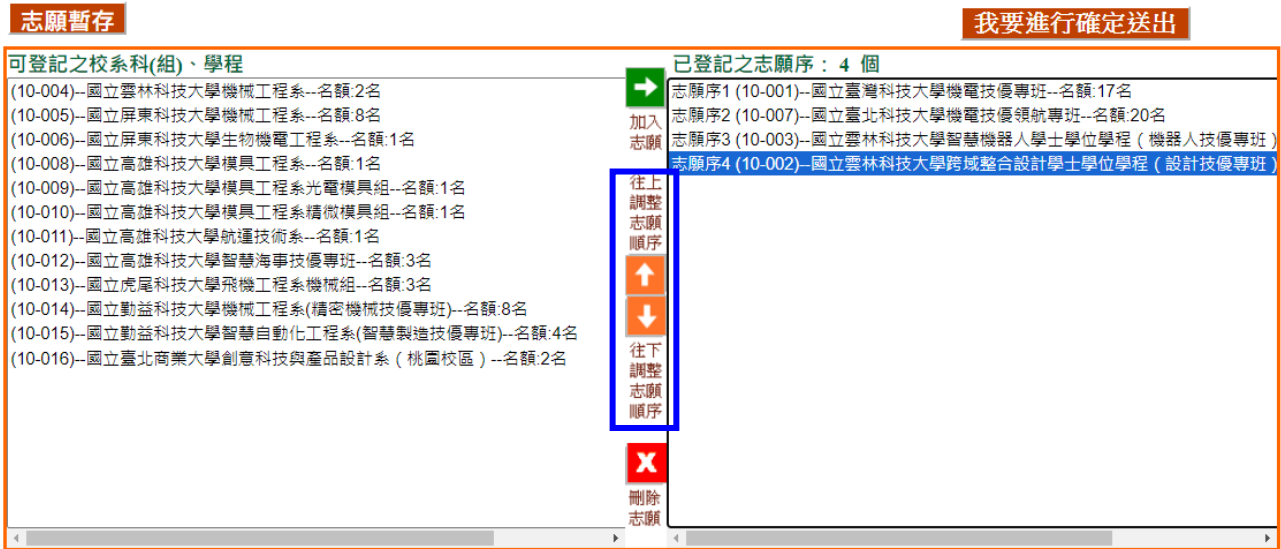 志願暫存
我要進行確定送出
可登記之校系科(組)、學程
(10-004)--國立雲林科技大學機械工程系--名額:2名
(10-005)--國立屏東科技大學機械工程系--名額:8名
(10-006)--國立屏東科技大學生物機電工程系--名額:1名
(10-008)--國立高雄科技大學模具工程系--名額:1名
(10-009)--國立高雄科技大學模具工程系光電模具組--名額:1名
(10-010)--國立高雄科技大學模具工程系精微模具組--名額:1名
(10-011)--國立高雄科技大學航運技術系--名額:1名
(10-012)--國立高雄科技大學智慧海事技優專班--名額:3名
(10-013)--國立虎尾科技大學飛機工程系機械組--名額:3名
(10-014)--國立勤益科技大學機械工程系(精密機械技優專班)--名額:8名
(10-015)--國立勤益科技大學智慧自動化工程系(智慧製造技優專班)--名額:4名
(10-016)--國立臺北商業大學創意科技與產品設計系（桃園校區）--名額:2名
加入
志願
往上
調整
志願
順序
往下
調整
志願
順序
X
刪除
志願
已登記之志願序： 4 個
志願序1 (10-001)--國立臺灣科技大學機電技優專班--名額:17名
志願序2 (10-007)--國立臺北科技大學機電技優領航專班--名額:20名
志願序3 (10-003)--國立雲林科技大學智慧機器人學士學位學程（機器人技優專班）
志願序4 (10-002)--國立雲林科技大學跨域整合設計學士學位學程（設計技優專班）